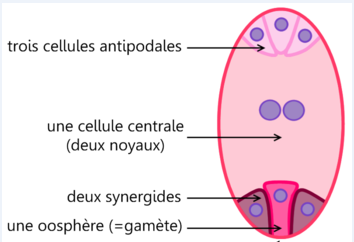 trois cellules antipodales
une cellule centrale
(deux noyaux)
deux synergides
une oosphère (=gamète)